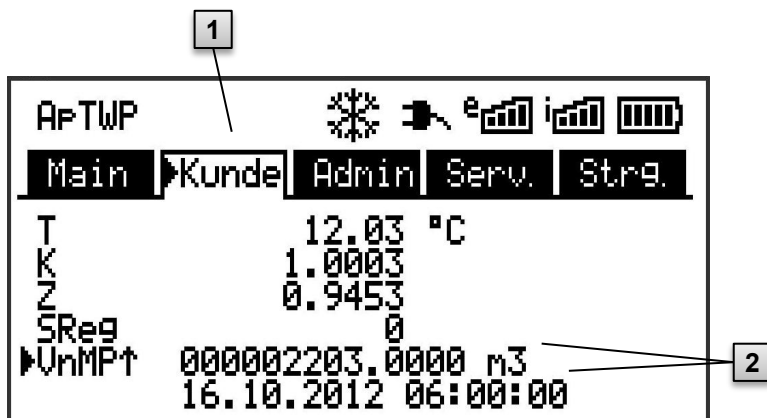 1
ApTWP e i
Main Kunde Admin Serv. Strg.
T 12.03 °C
K 1.0003
Z 0.9453
SReg 0
VnMP↑ 000002203.0000 m3
16.10.2012 06:00:00
2